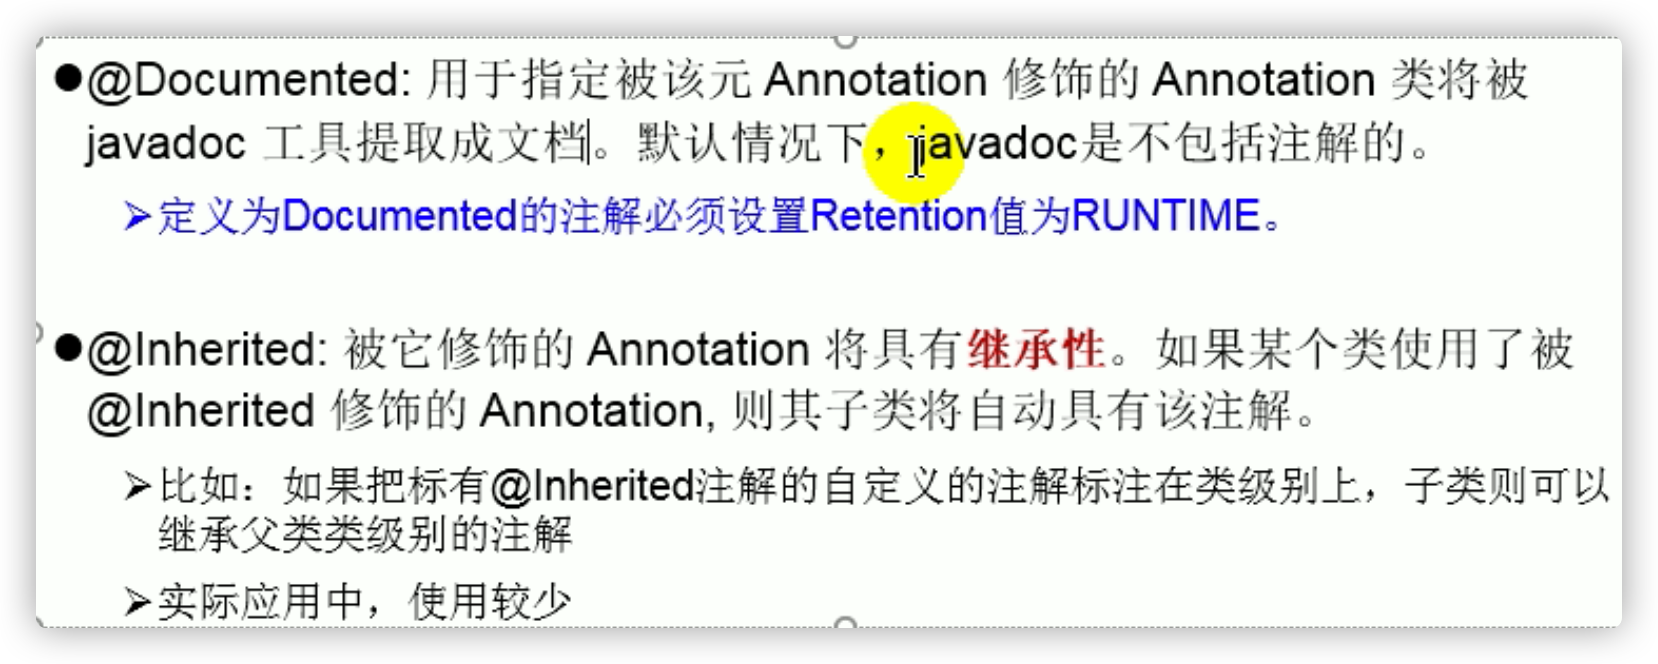 ●@Documented: 用于指定被该元 Annotation 修饰的 Annotation 类将被
javadoc 工具提取成文档。默认情况下，javadoc是不包括注解的。
➢定义为Documented的注解必须设置Retention值为RUNTIME。
●@Inherited: 被它修饰的 Annotation 将具有继承性。如果某个类使用了被
@Inherited 修饰的 Annotation, 则其子类将自动具有该注解。
➢比如：如果把标有@Inherited注解的自定义的注解标注在类级别上，子类则可以
继承父类类级别的注解
➢实际应用中，使用较少